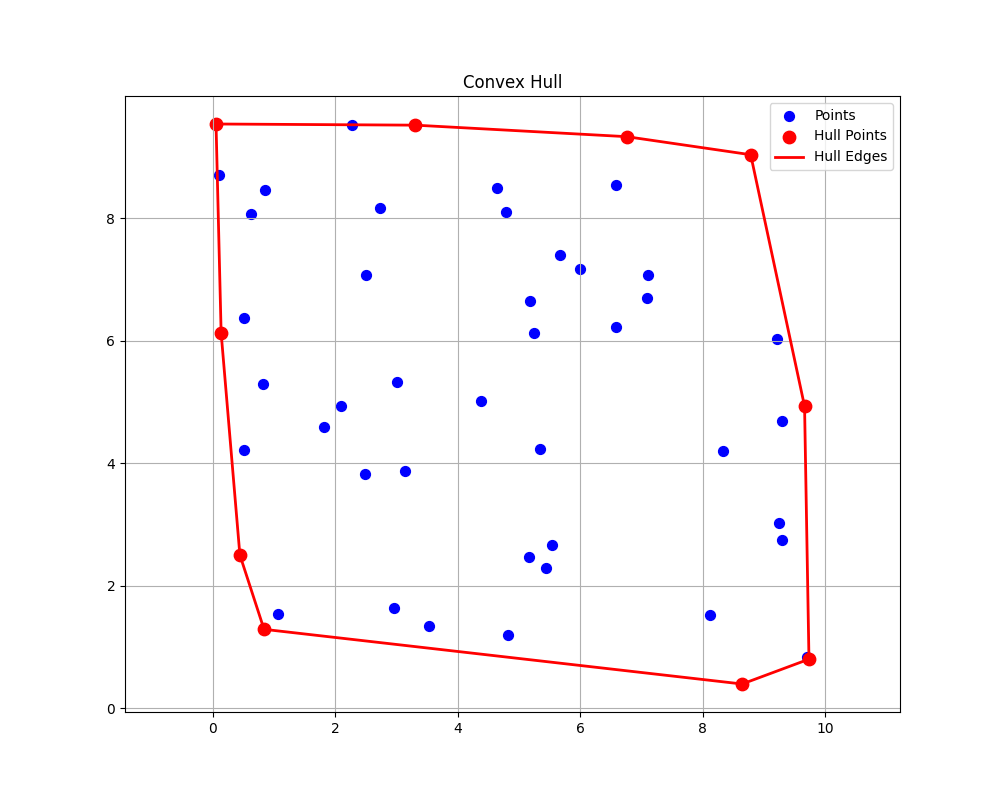 Convex Hull
Points
Hull Points
Hull Edges
8
6
4
2
0
0 2 4 6 8 10